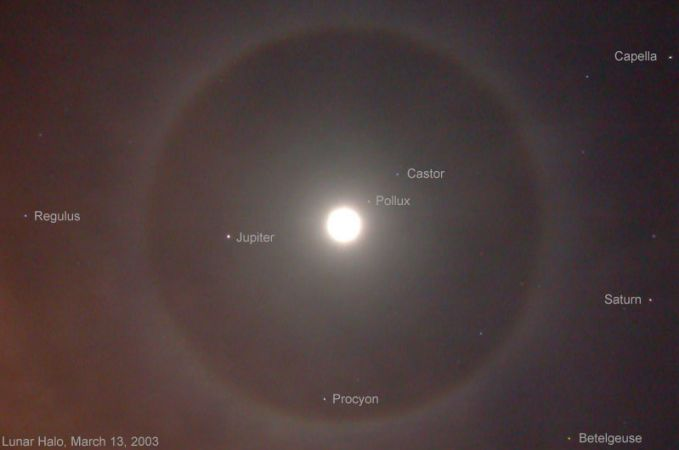 Capella
Castor
Pollux
Regulus
Jupiter
Saturn
Procyon
Betelgeuse
Lunar Halo, March 13, 2003